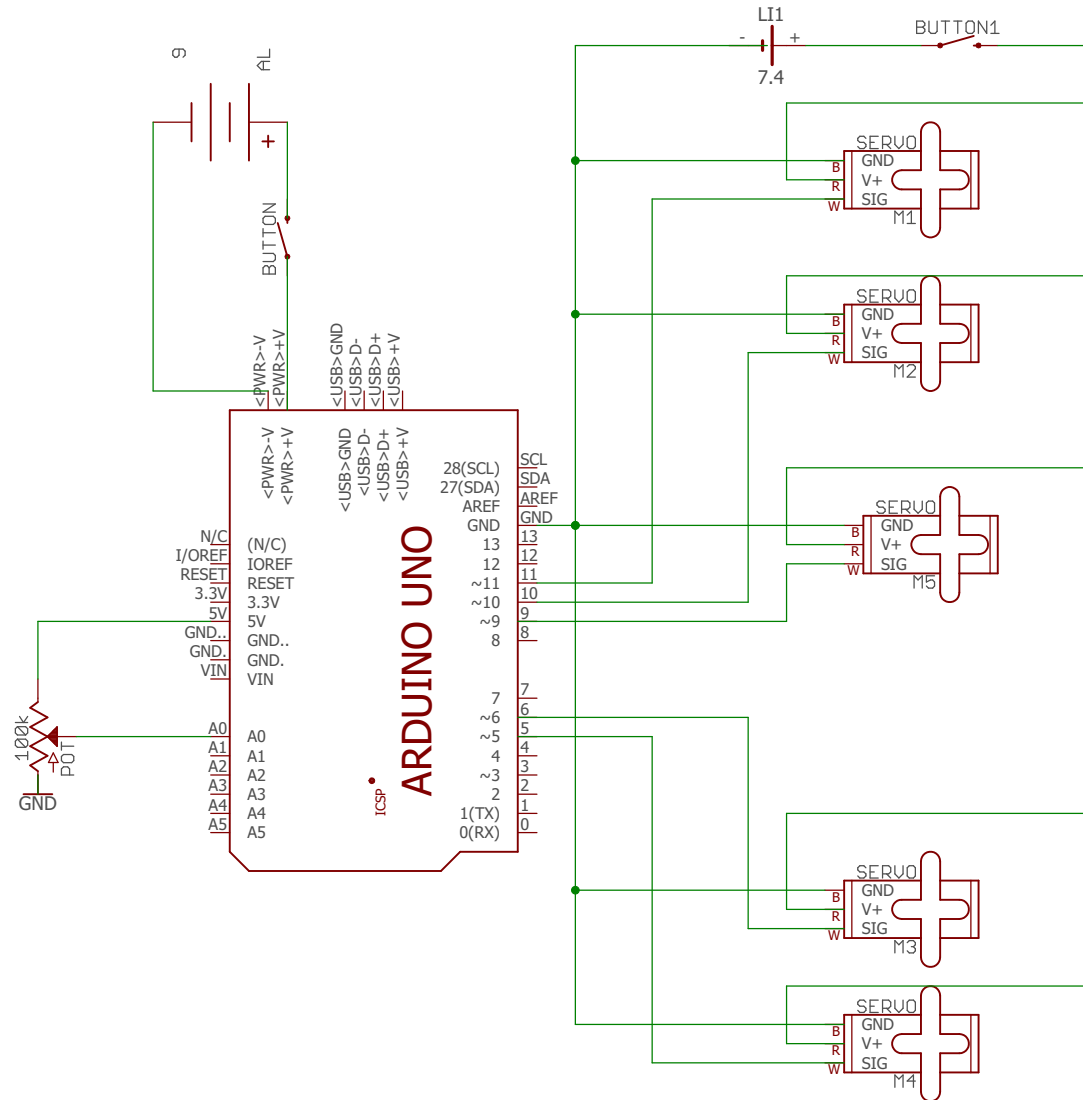 LI1
- +
7.4
BUTTON1
9
AL
+
BUTTON
SERVO
GND
V+
SIG
B
R
W
M1
SERVO
GND
V+
SIG
B
R
W
M2
SERVO
GND
V+
SIG
B
R
W
M5
SERVO
GND
V+
SIG
B
R
W
M3
SERVO
GND
V+
SIG
B
R
W
M4
<PWR>-V
<PWR>+V
<USB>GND
<USB>D-
<USB>D+
<USB>+V
<PWR>-V
<PWR>+V
<USB>GND
<USB>D-
<USB>D+
<USB>+V
ARDUINO UNO
ICSP
N/C (N/C)
I/OREF IOREF
RESET RESET
3.3V 3.3V
5V 5V
GND.. GND..
GND. GND.
VIN VIN
A0 A0
A1 A1
A2 A2
A3 A3
A4 A4
A5 A5
28(SCL) SCL
27(SDA) SDA
AREF AREF
GND GND
13 13
12 12
~11 11
~10 10
~9 9
8 8
7 7
~6 6
~5 5
4 4
~3 3
2 2
1(TX) 1
0(RX) 0
100k
POT
GND